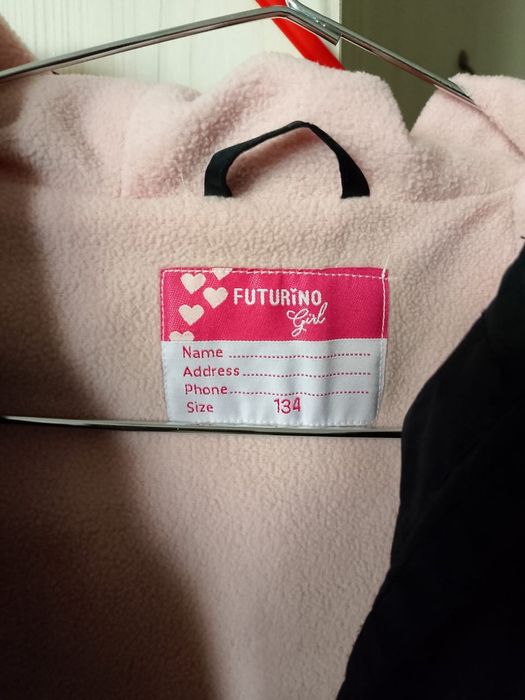 FUTURINO
Girl
Name ........................
Address ........................
Phone ........................
Size 134